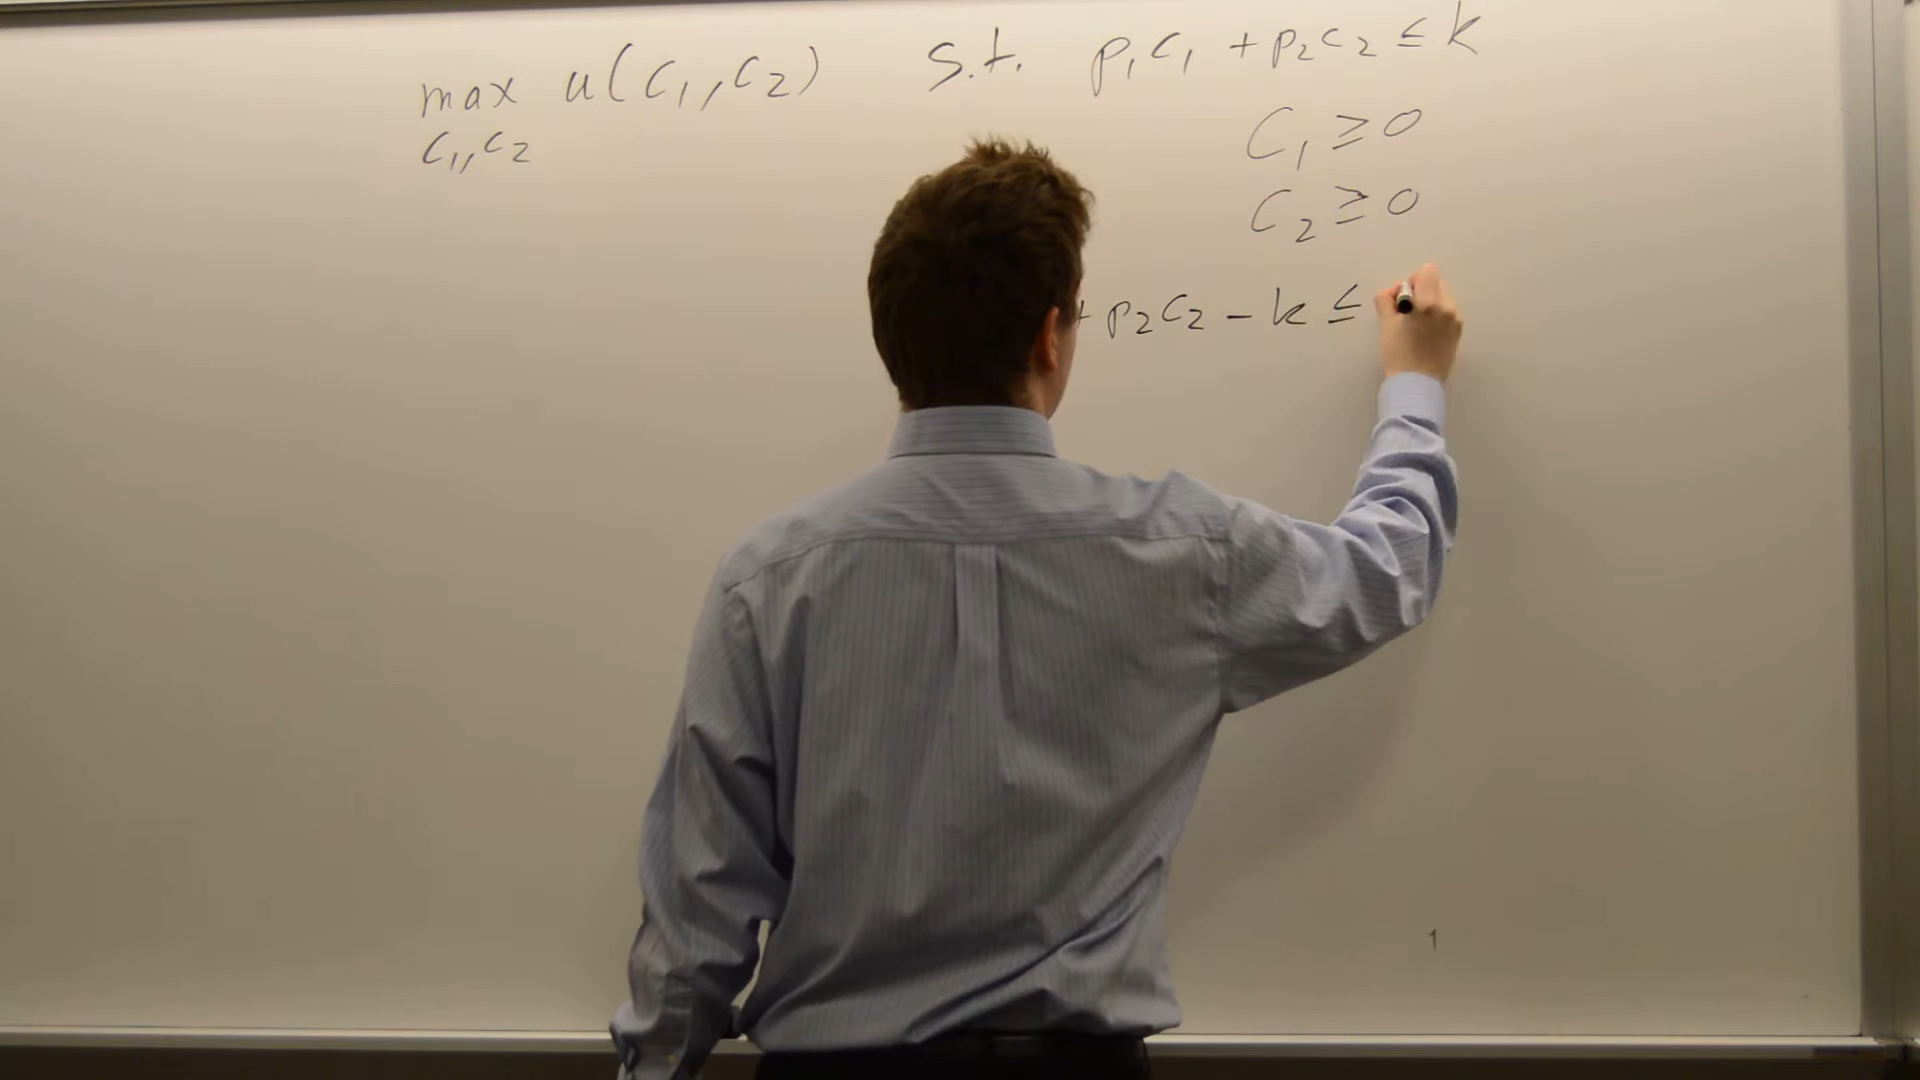 max u(c₁,c₂) s.t. p₁c₁ + p₂c₂ ≤ k
c₁,c₂
c₁ ≥ 0
c₂ ≥ 0
+ p₂c₂ − k ≤
1